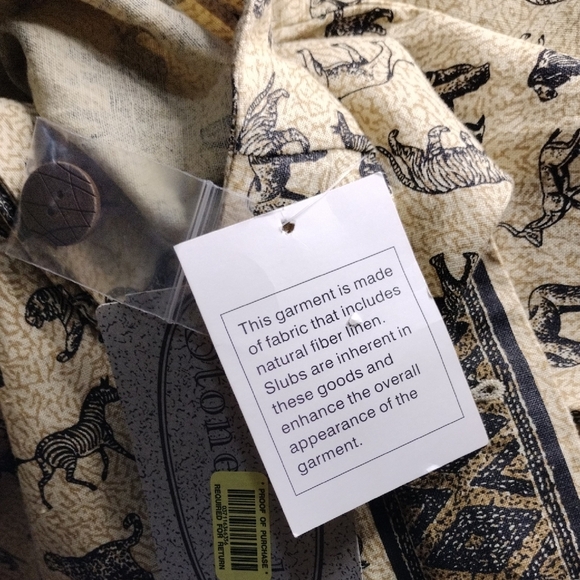 This garment is made
of fabric that includes
natural fiber linen.
Slubs are inherent in
these goods and
enhance the overall
appearance of the
garment.
Stone
* PROOF OF PURCHASE *
REQUIRED FOR RETURN